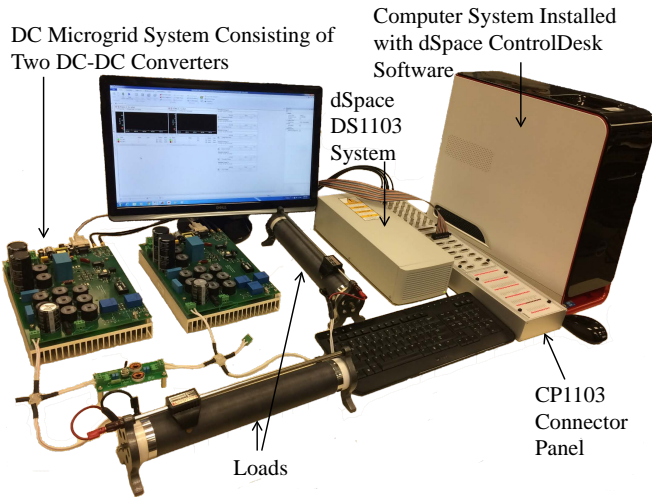 DC Microgrid System Consisting of
Two DC-DC Converters
Computer System Installed
with dSpace ControlDesk
Software
dSpace
DS1103
System
CP1103
Connector
Panel
Loads